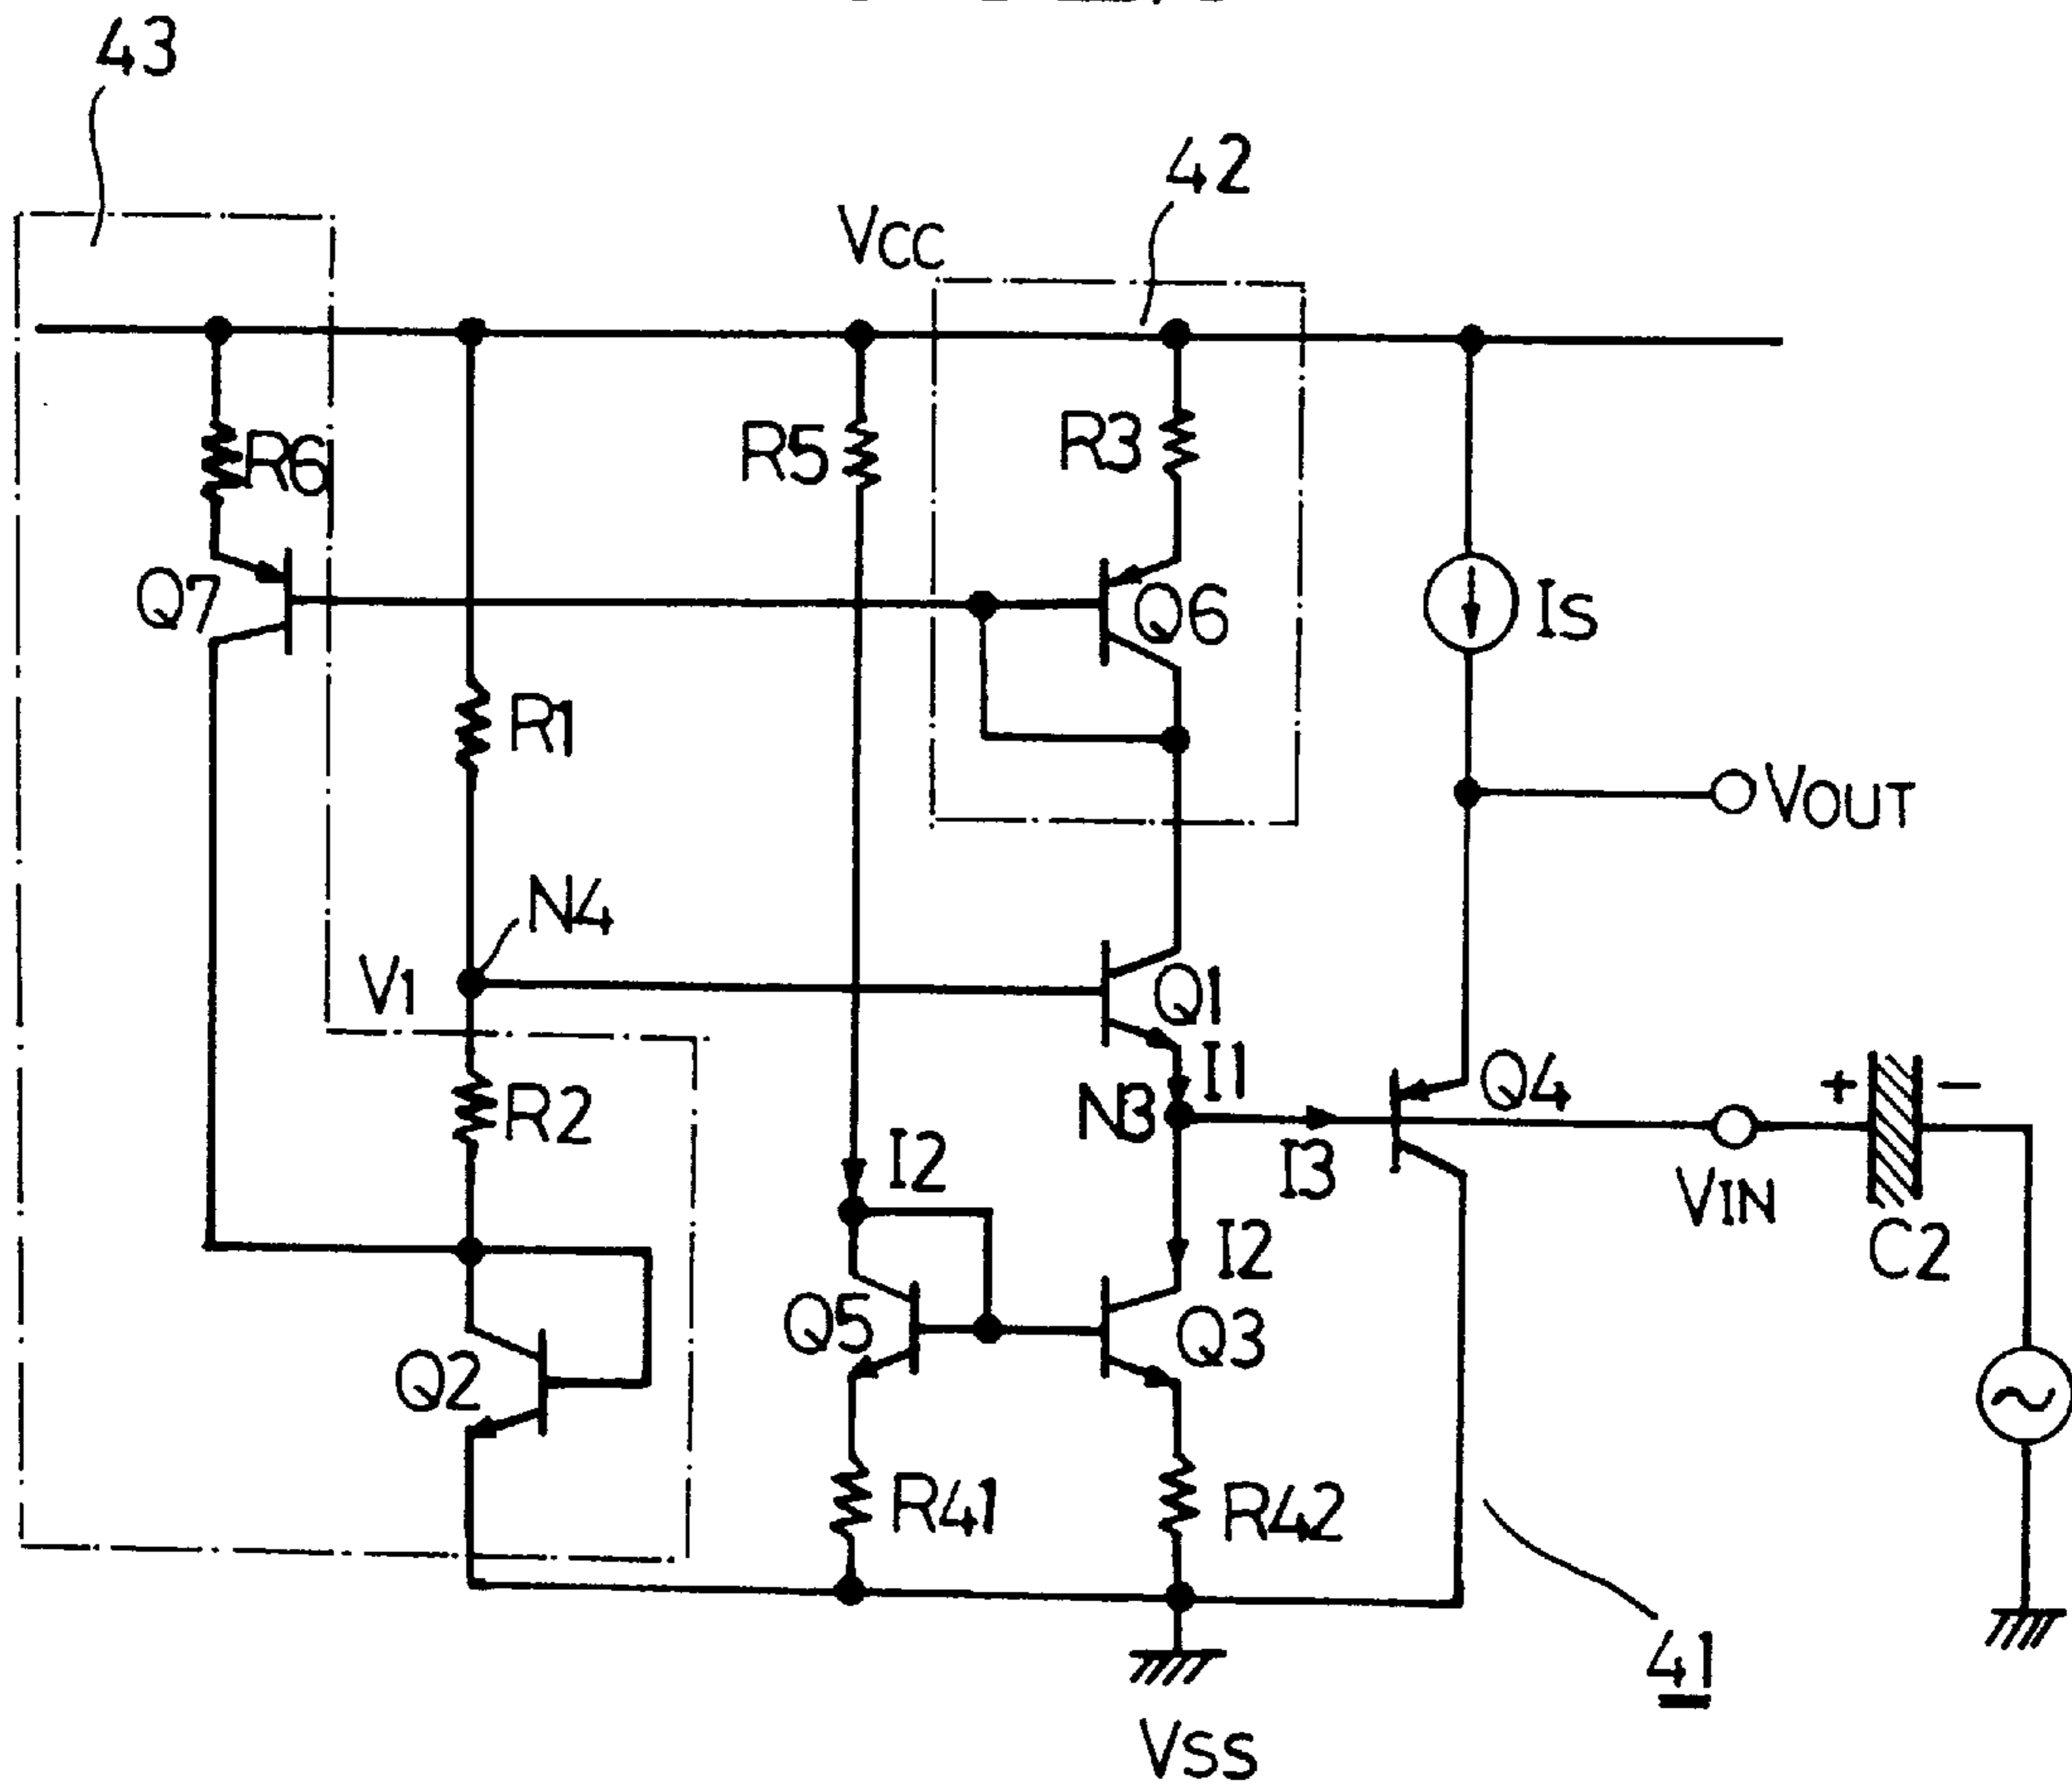 43
42
VCC
R6
R5
R3
Q7
Q6
IS
R1
VOUT
N4
V1
Q1
I1
Q4
+
−
N3
R2
I2
I3
VIN
C2
I2
Q5
Q3
Q2
R41
R42
41
VSS